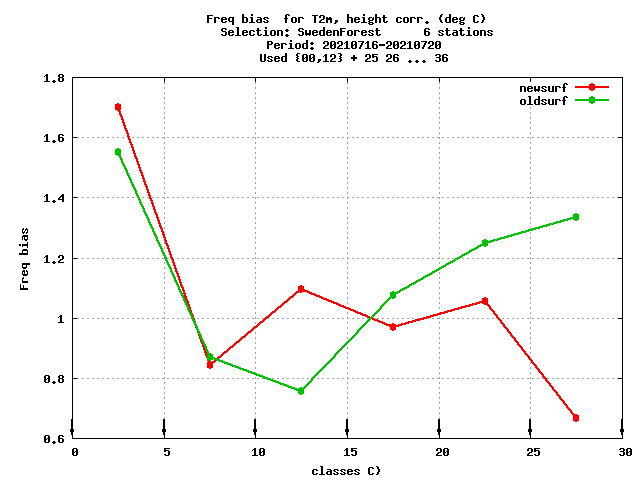 Freq bias  for T2m, height corr. (deg C)
Selection: SwedenForest      6 stations
Period: 20210716-20210720
Used {00,12} + 25 26 ... 36
newsurf
oldsurf
1.8
1.6
1.4
1.2
1
0.8
0.6
Freq bias
0 5 10 15 20 25 30
classes C)